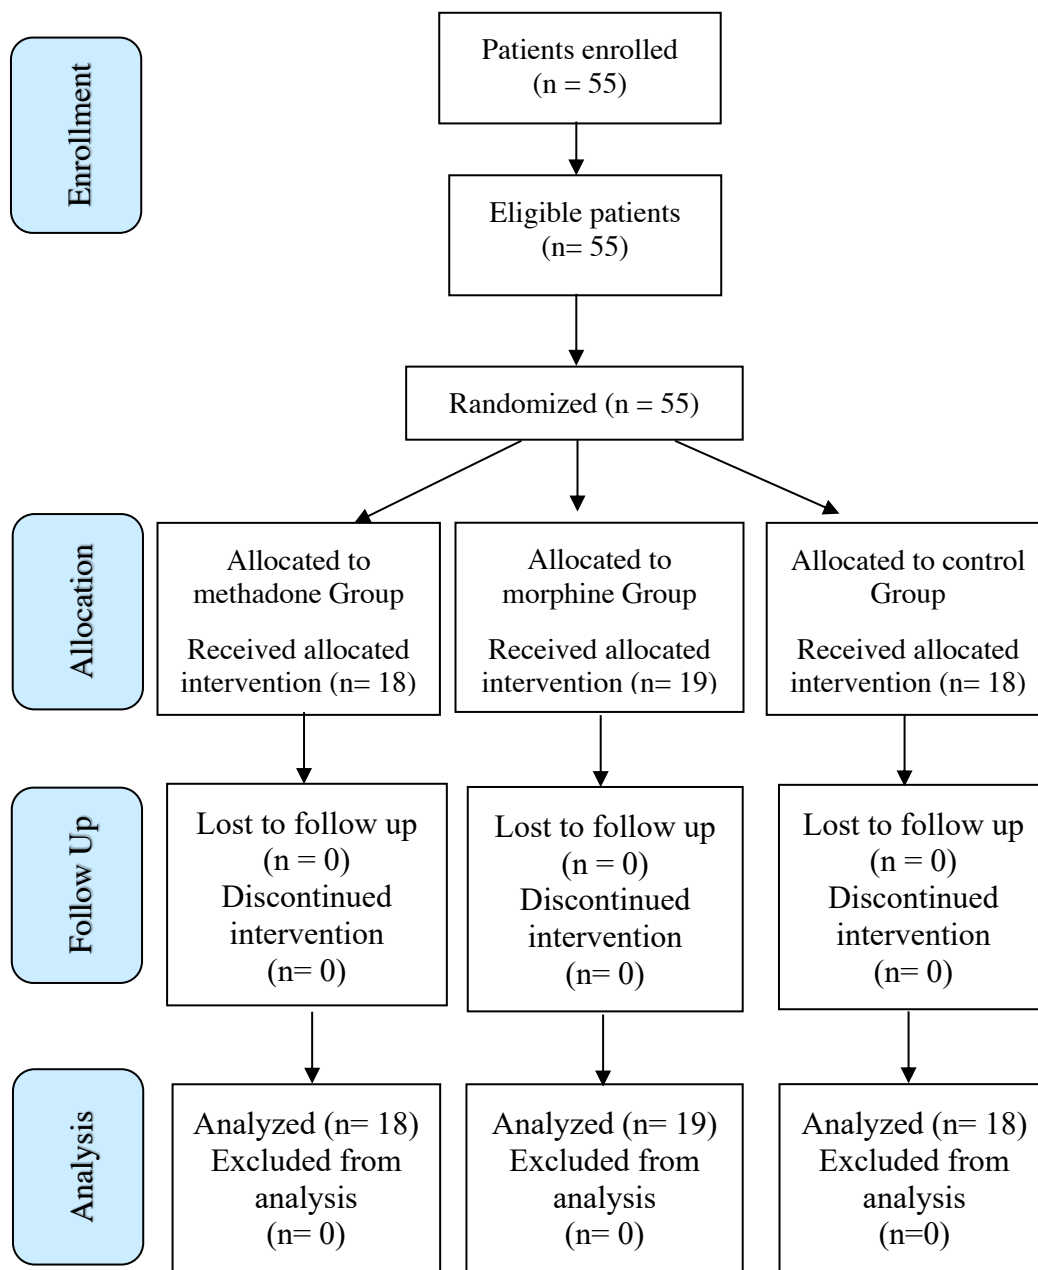 Enrollment
Patients enrolled
(n = 55)
Eligible patients
(n= 55)
Randomized (n = 55)
Allocation
Allocated to
methadone Group
Received allocated
intervention (n= 18)
Allocated to
morphine Group
Received allocated
intervention (n= 19)
Allocated to control
Group
Received allocated
intervention (n= 18)
Follow Up
Lost to follow up
(n = 0)
Discontinued
intervention
(n= 0)
Lost to follow up
(n = 0)
Discontinued
intervention
(n= 0)
Lost to follow up
(n = 0)
Discontinued
intervention
(n= 0)
Analysis
Analyzed (n= 18)
Excluded from
analysis
(n= 0)
Analyzed (n= 19)
Excluded from
analysis
(n= 0)
Analyzed (n= 18)
Excluded from
analysis
(n=0)